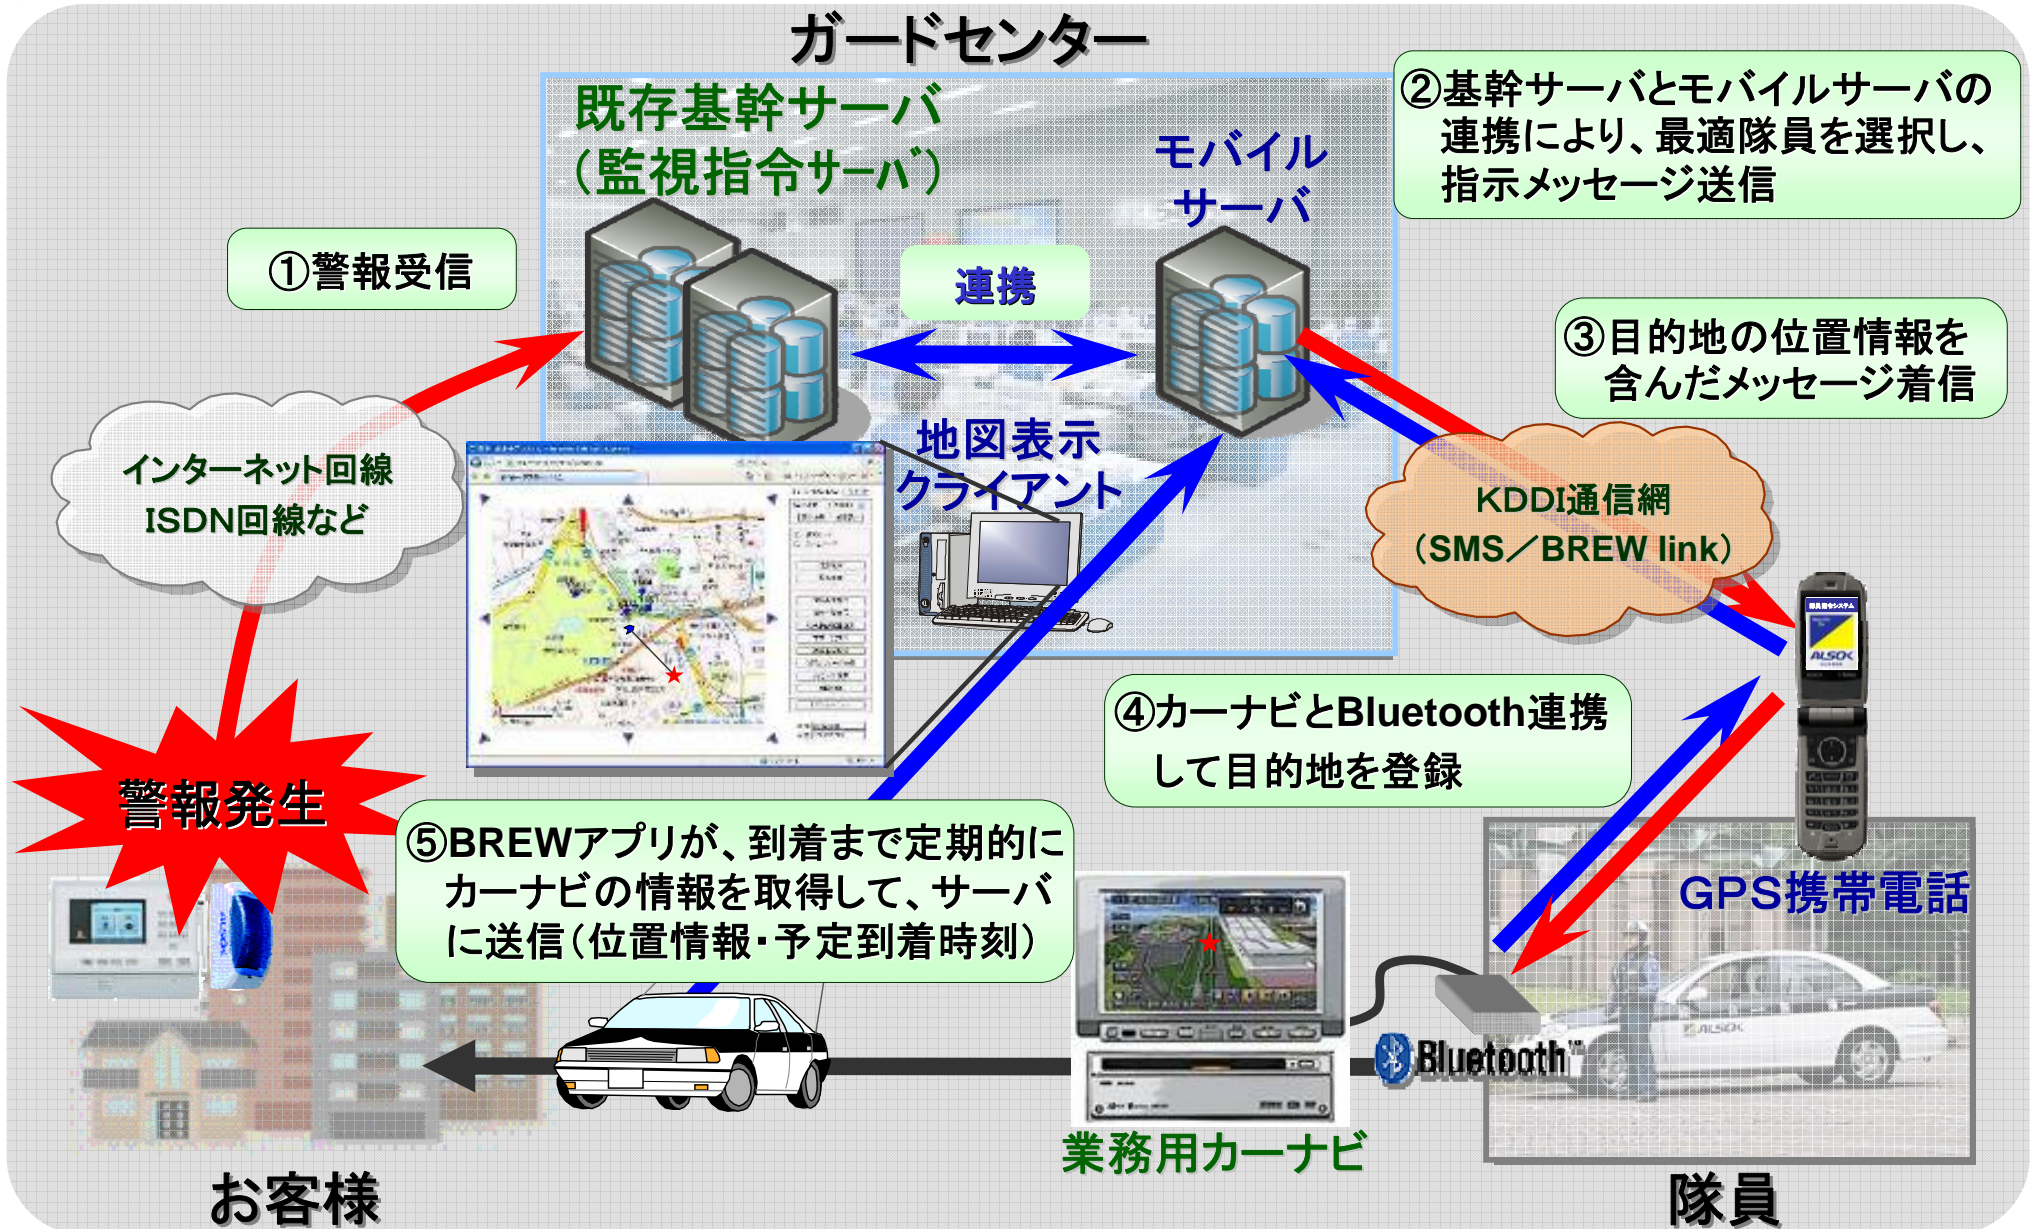 ガードセンター
既存基幹サーバ
（監視指令サーバ）
モバイル
サーバ
②基幹サーバとモバイルサーバの
連携により、最適隊員を選択し、
指示メッセージ送信
①警報受信
連携
③目的地の位置情報を
含んだメッセージ着信
インターネット回線
ISDN回線など
地図表示
クライアント
KDDI通信網
（SMS／BREW link）
隊員指令システム
ALSOK
④カーナビとBluetooth連携
して目的地を登録
警報発生
⑤BREWアプリが、到着まで定期的に
カーナビの情報を取得して、サーバ
に送信（位置情報・予定到着時刻）
GPS携帯電話
ALSOK
Bluetooth™
業務用カーナビ
お客様
隊員